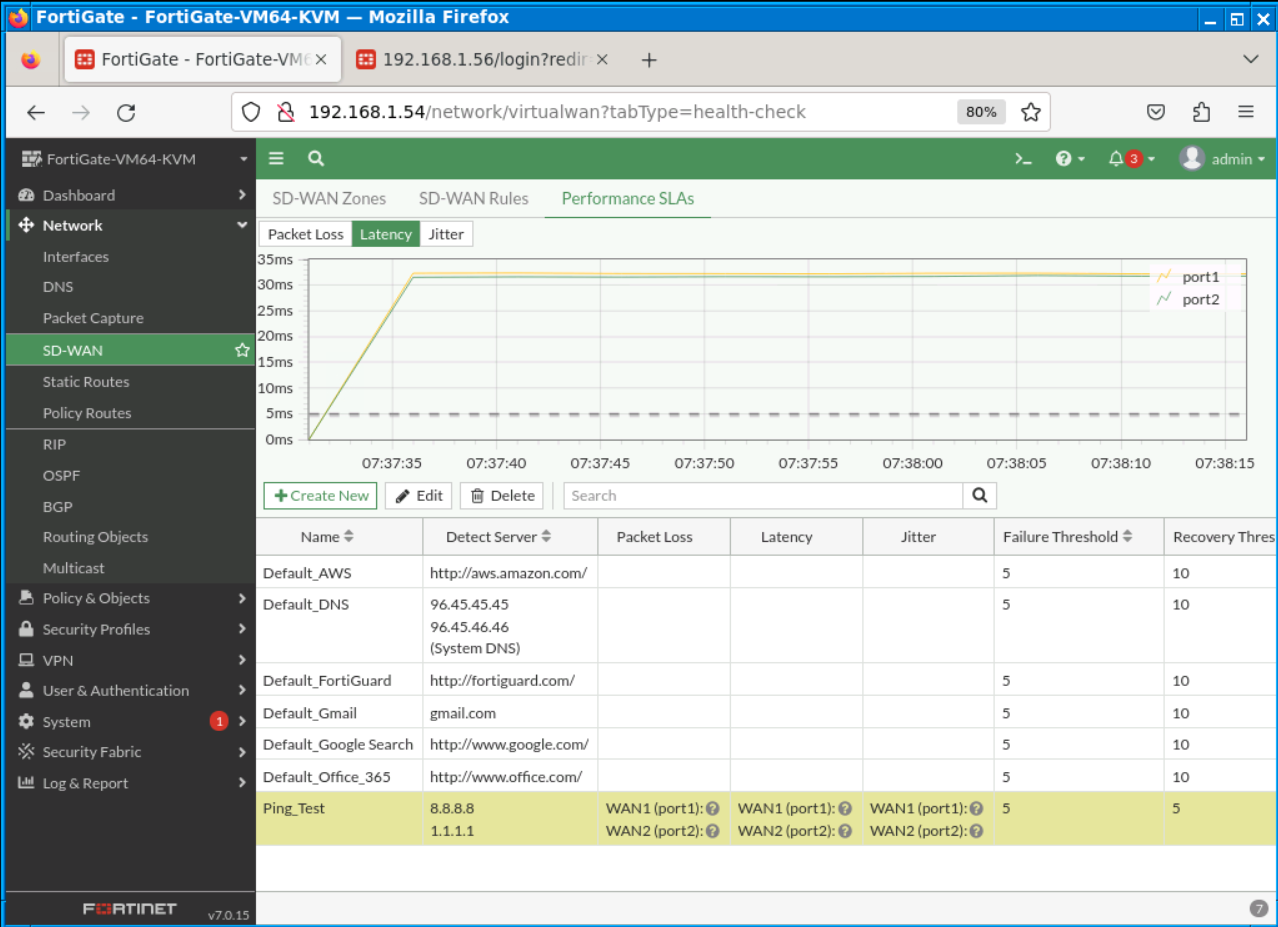 FortiGate - FortiGate-VM64-KVM — Mozilla Firefox
FortiGate - FortiGate-VM6
192.168.1.56/login?redir
192.168.1.54/network/virtualwan?tabType=health-check
80%
FortiGate-VM64-KVM
>_
3
admin
Dashboard
Network
Interfaces
DNS
Packet Capture
SD-WAN
Static Routes
Policy Routes
RIP
OSPF
BGP
Routing Objects
Multicast
Policy & Objects
Security Profiles
VPN
User & Authentication
System 1
Security Fabric
Log & Report
FORTINET v7.0.15
SD-WAN Zones SD-WAN Rules Performance SLAs
Packet Loss Latency Jitter
35ms
30ms
25ms
20ms
15ms
10ms
5ms
0ms
port1
port2
07:37:35 07:37:40 07:37:45 07:37:50 07:37:55 07:38:00 07:38:05 07:38:10 07:38:15
+ Create New Edit Delete Search
Name Detect Server Packet Loss Latency Jitter Failure Threshold Recovery Thres
Default_AWS http://aws.amazon.com/ 5 10
Default_DNS 96.45.45.45 5 10
96.45.46.46
(System DNS)
Default_FortiGuard http://fortiguard.com/ 5 10
Default_Gmail gmail.com 5 10
Default_Google Search http://www.google.com/ 5 10
Default_Office_365 http://www.office.com/ 5 10
Ping_Test 8.8.8.8 WAN1 (port1): WAN1 (port1): WAN1 (port1): 5 5
1.1.1.1 WAN2 (port2): WAN2 (port2): WAN2 (port2):
7